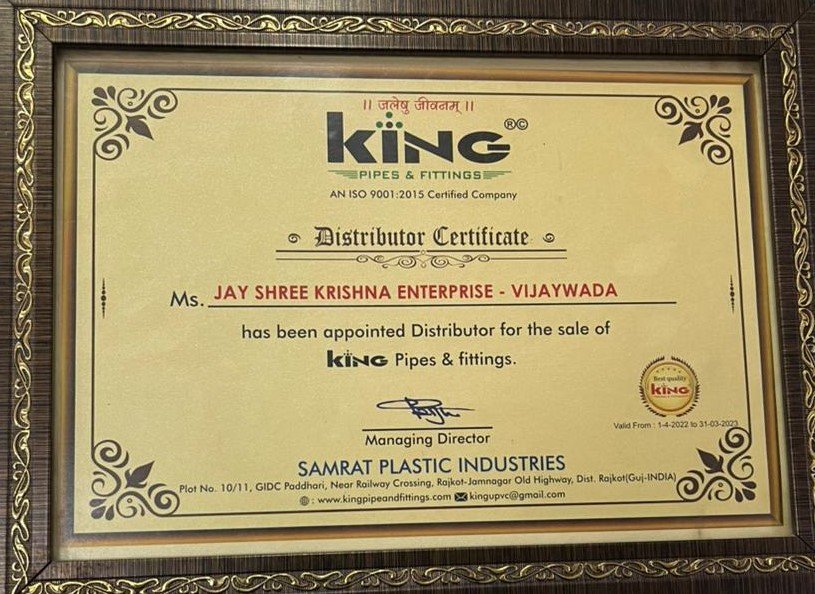 ।। जलेषु जीवनम् ।।
KING ®©
PIPES & FITTINGS
AN ISO 9001:2015 Certified Company
Distributor Certificate
Ms. JAY SHREE KRISHNA ENTERPRISE - VIJAYWADA
has been appointed Distributor for the sale of
KING Pipes & fittings.
Best quality
KING
Valid From : 1-4-2022 to 31-03-2023
Managing Director
SAMRAT PLASTIC INDUSTRIES
Plot No. 10/11, GIDC Paddhari, Near Railway Crossing, Rajkot-Jamnagar Old Highway, Dist. Rajkot(Guj-INDIA)
: www.kingpipeandfittings.com kingupvc@gmail.com